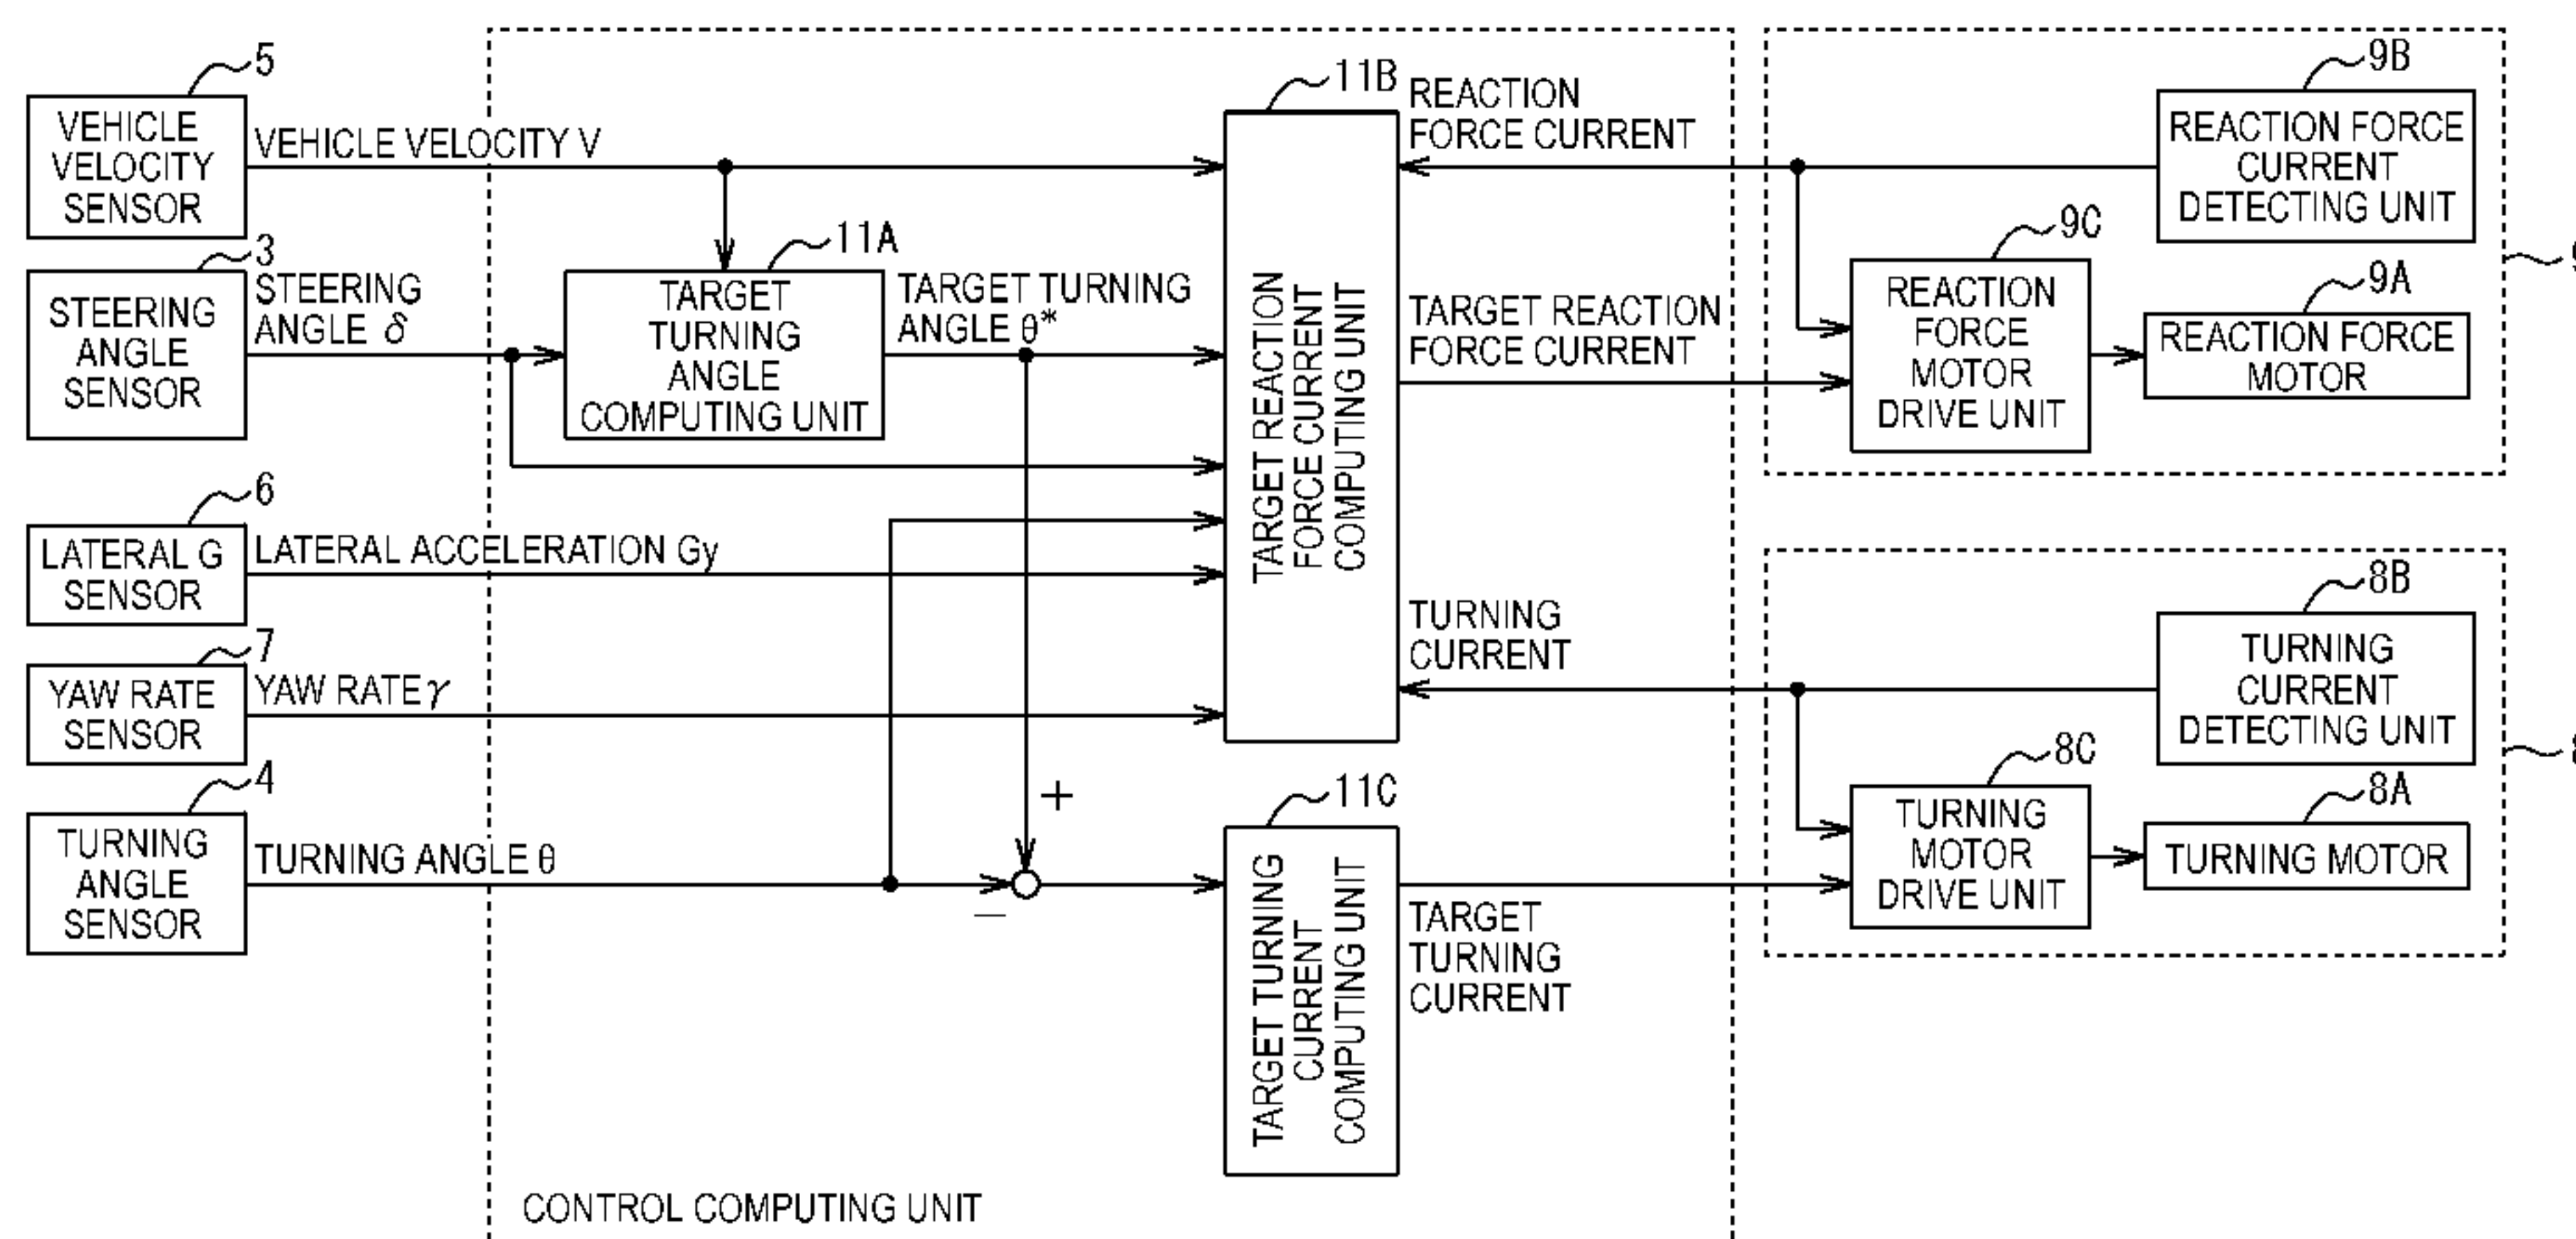 5
VEHICLE
VELOCITY
SENSOR
VEHICLE VELOCITY V
3
STEERING
ANGLE
SENSOR
STEERING
ANGLE δ
11A
TARGET
TURNING
ANGLE
COMPUTING UNIT
TARGET TURNING
ANGLE θ*
6
LATERAL G
SENSOR
LATERAL ACCELERATION Gy
7
YAW RATE
SENSOR
YAW RATE γ
4
TURNING
ANGLE
SENSOR
TURNING ANGLE θ
+
−
11B
TARGET REACTION
FORCE CURRENT
COMPUTING UNIT
11C
TARGET TURNING
CURRENT
COMPUTING UNIT
CONTROL COMPUTING UNIT
REACTION
FORCE CURRENT
TARGET REACTION
FORCE CURRENT
TURNING
CURRENT
TARGET
TURNING
CURRENT
9B
REACTION FORCE
CURRENT
DETECTING UNIT
9C
REACTION
FORCE
MOTOR
DRIVE UNIT
9A
REACTION FORCE
MOTOR
8B
TURNING
CURRENT
DETECTING UNIT
8C
TURNING
MOTOR
DRIVE UNIT
8A
TURNING MOTOR